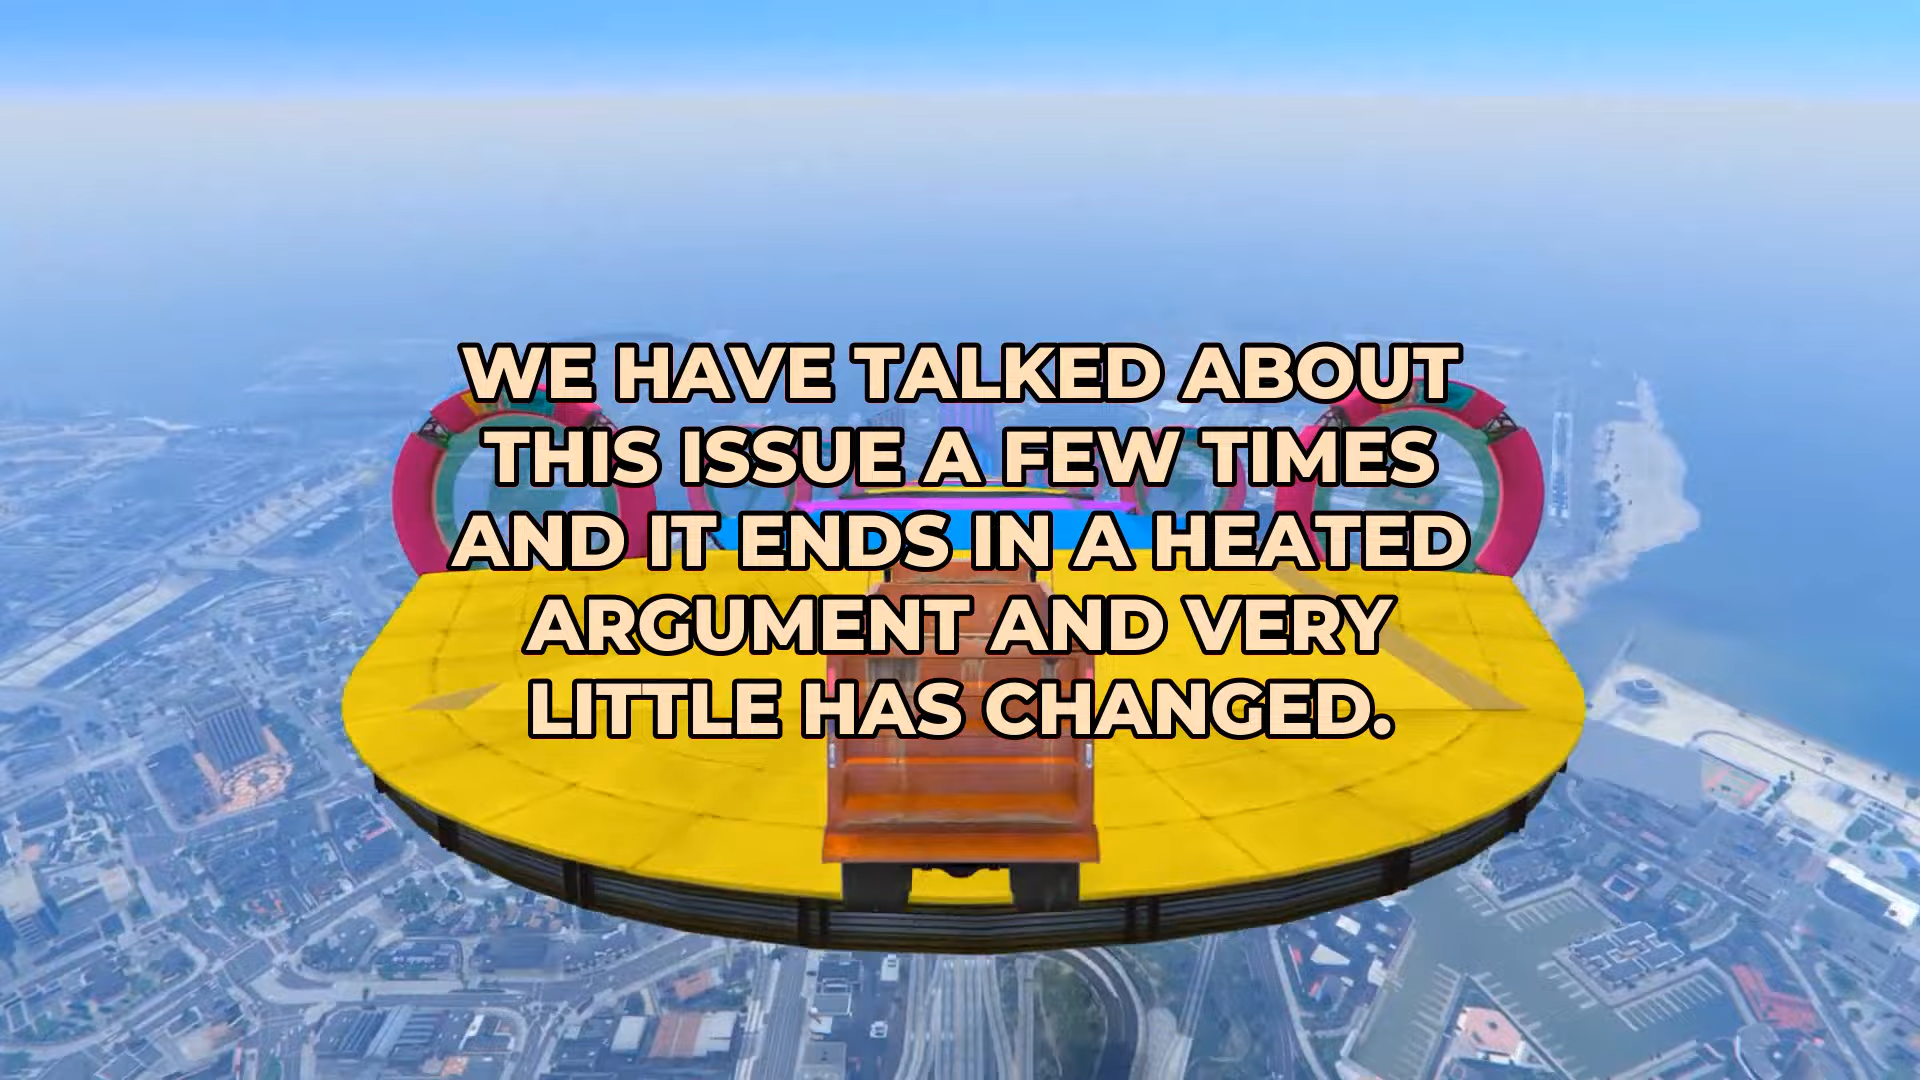 WE HAVE TALKED ABOUT
THIS ISSUE A FEW TIMES
AND IT ENDS IN A HEATED
ARGUMENT AND VERY
LITTLE HAS CHANGED.